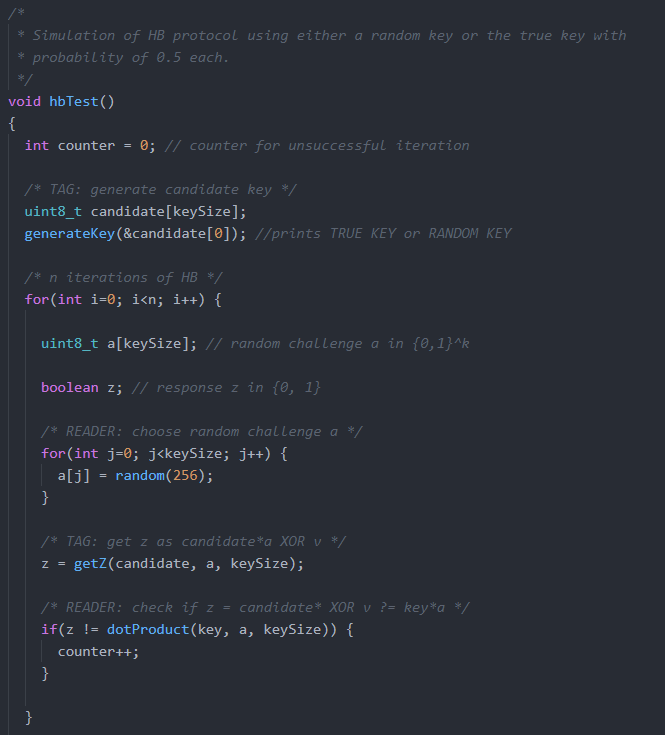 /*
* Simulation of HB protocol using either a random key or the true key with
* probability of 0.5 each.
*/
void hbTest()
{
int counter = 0; // counter for unsuccessful iteration
/* TAG: generate candidate key */
uint8_t candidate[keySize];
generateKey(&candidate[0]); //prints TRUE KEY or RANDOM KEY
/* n iterations of HB */
for(int i=0; i<n; i++) {
uint8_t a[keySize]; // random challenge a in {0,1}^k
boolean z; // response z in {0, 1}
/* READER: choose random challenge a */
for(int j=0; j<keySize; j++) {
a[j] = random(256);
}
/* TAG: get z as candidate*a XOR v */
z = getZ(candidate, a, keySize);
/* READER: check if z = candidate* XOR v ?= key*a */
if(z != dotProduct(key, a, keySize)) {
counter++;
}
}